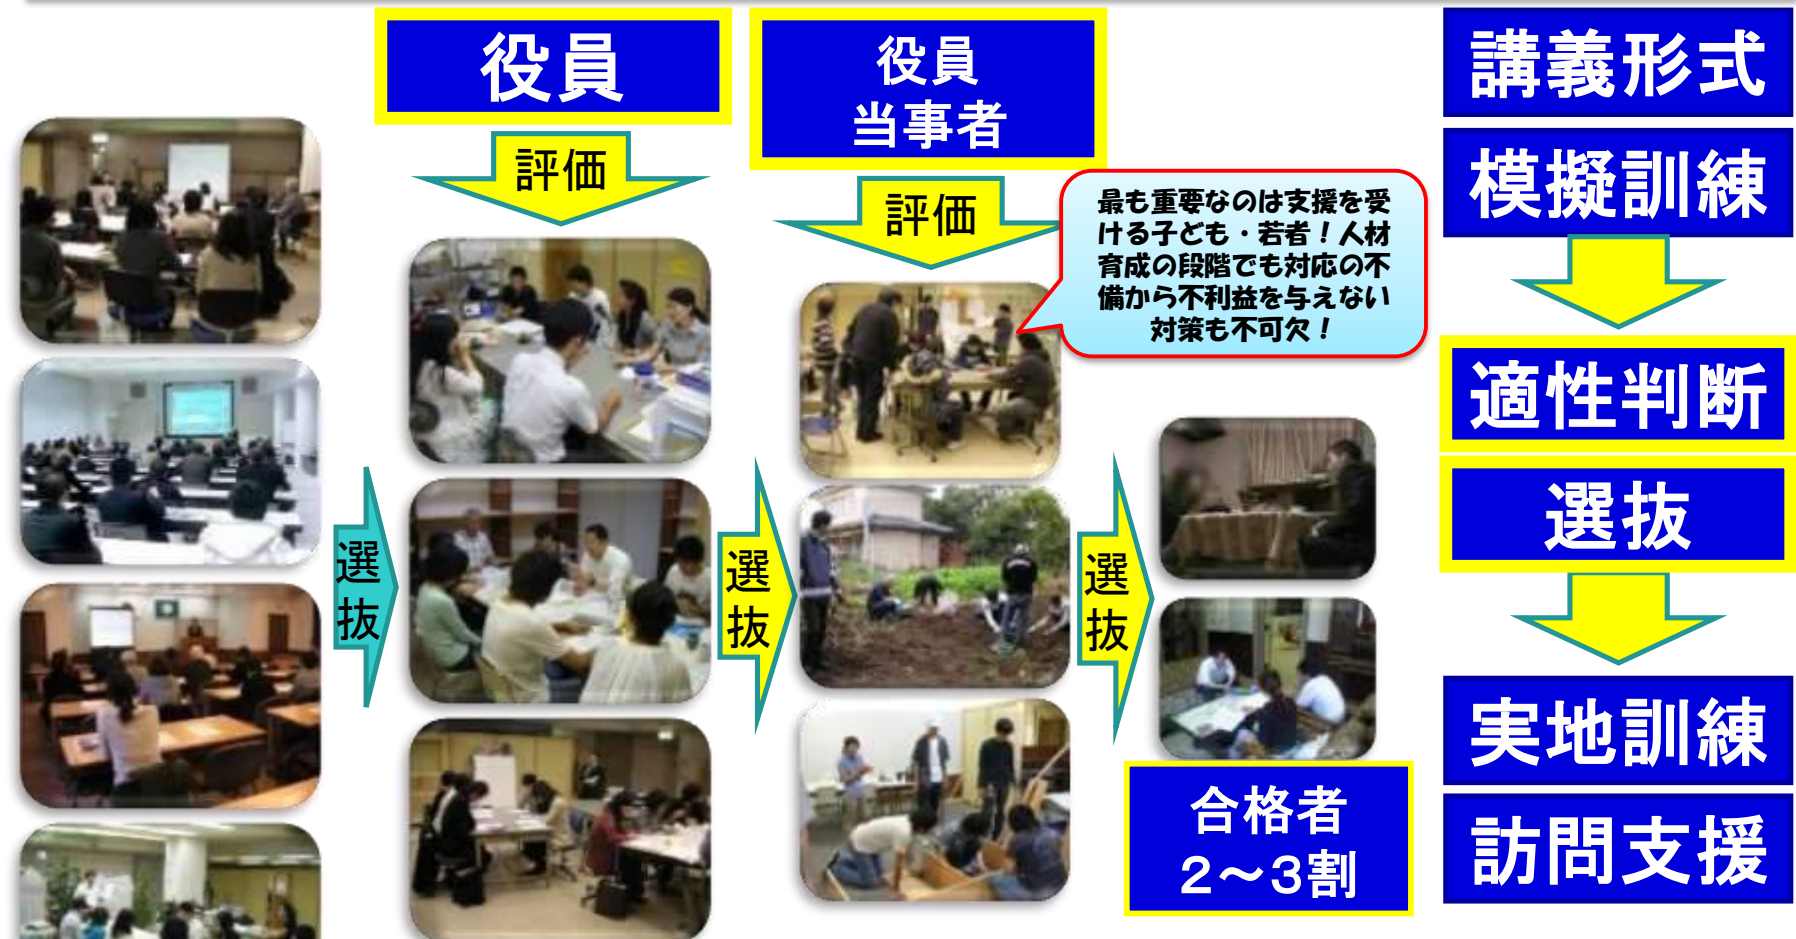 役員
評価
役員
当事者
評価
最も重要なのは支援を受
ける子ども・若者！人材
育成の段階でも対応の不
備から不利益を与えない
対策も不可欠！
選
抜
選
抜
選
抜
合格者
2～3割
講義形式
模擬訓練
適性判断
選抜
実地訓練
訪問支援